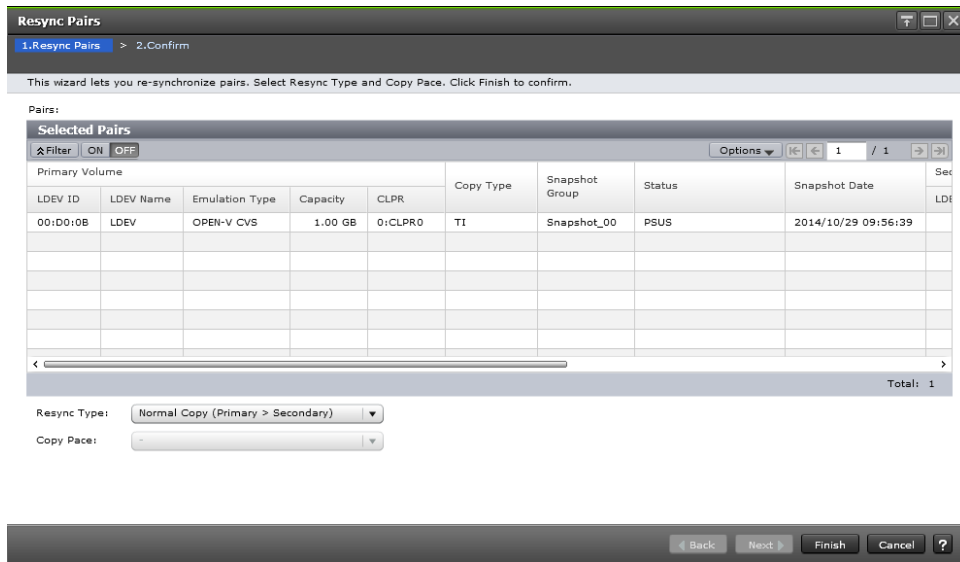 Resync Pairs
1.Resync Pairs > 2.Confirm
This wizard lets you re-synchronize pairs. Select Resync Type and Copy Pace. Click Finish to confirm.
Pairs:
Selected Pairs
Filter ON OFF Options 1 / 1
Primary Volume Copy Type Snapshot Group Status Snapshot Date Sec
LDEV ID LDEV Name Emulation Type Capacity CLPR LDE
00:D0:0B LDEV OPEN-V CVS 1.00 GB 0:CLPR0 TI Snapshot_00 PSUS 2014/10/29 09:56:39
Total: 1
Resync Type: Normal Copy (Primary > Secondary)
Copy Pace: -
Back Next Finish Cancel ?